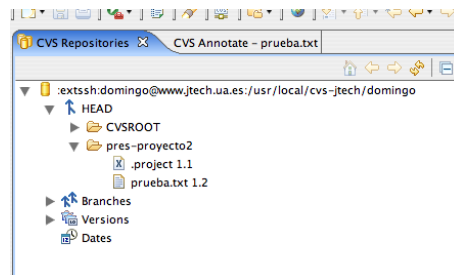 CVS Repositories CVS Annotate - prueba.txt
:extssh:domingo@www.jtech.ua.es:/usr/local/cvs-jtech/domingo
HEAD
CVSROOT
pres-proyecto2
.project 1.1
prueba.txt 1.2
Branches
Versions
Dates